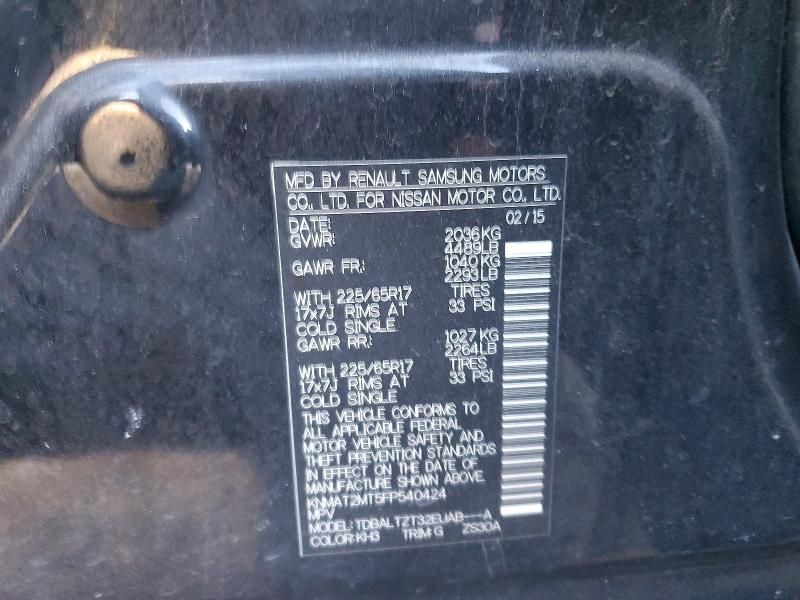 MFD BY RENAULT SAMSUNG MOTORS
CO., LTD. FOR NISSAN MOTOR CO., LTD.
DATE: 02/15
GVWR: 2036KG
4489LB
GAWR FR.: 1040KG
2293LB
WITH 225/65R17 TIRES
17x7J RIMS AT 33 PSI
COLD SINGLE
GAWR RR.: 1027KG
2264LB
WITH 225/65R17 TIRES
17x7J RIMS AT 33 PSI
COLD SINGLE
THIS VEHICLE CONFORMS TO
ALL APPLICABLE FEDERAL
MOTOR VEHICLE SAFETY AND
THEFT PREVENTION STANDARDS
IN EFFECT ON THE DATE OF
MANUFACTURE SHOWN ABOVE.
KNMAT2MT5FP540424
MPV
MODEL: TDBALTZT32EUAB---A
COLOR:KH3 TRIM:G ZS30A